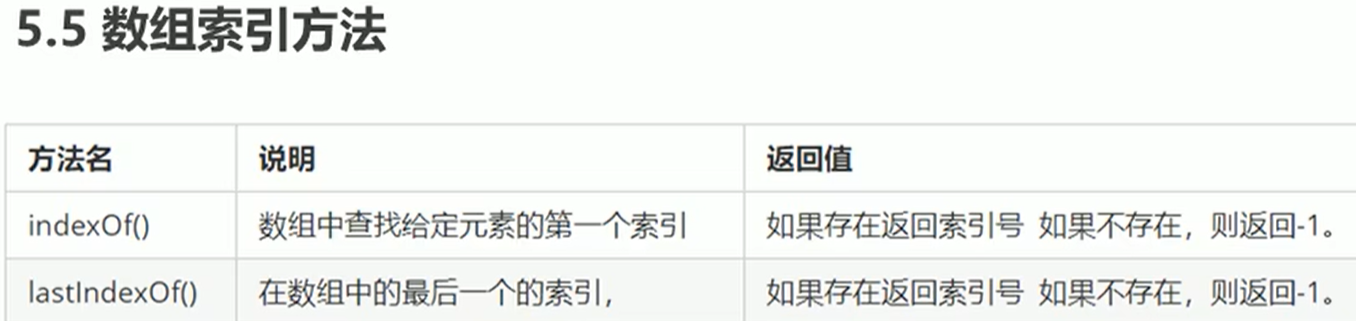 5.5 数组索引方法
方法名 说明 返回值
indexOf() 数组中查找给定元素的第一个索引 如果存在返回索引号 如果不存在，则返回-1。
lastIndexOf() 在数组中的最后一个的索引， 如果存在返回索引号 如果不存在，则返回-1。